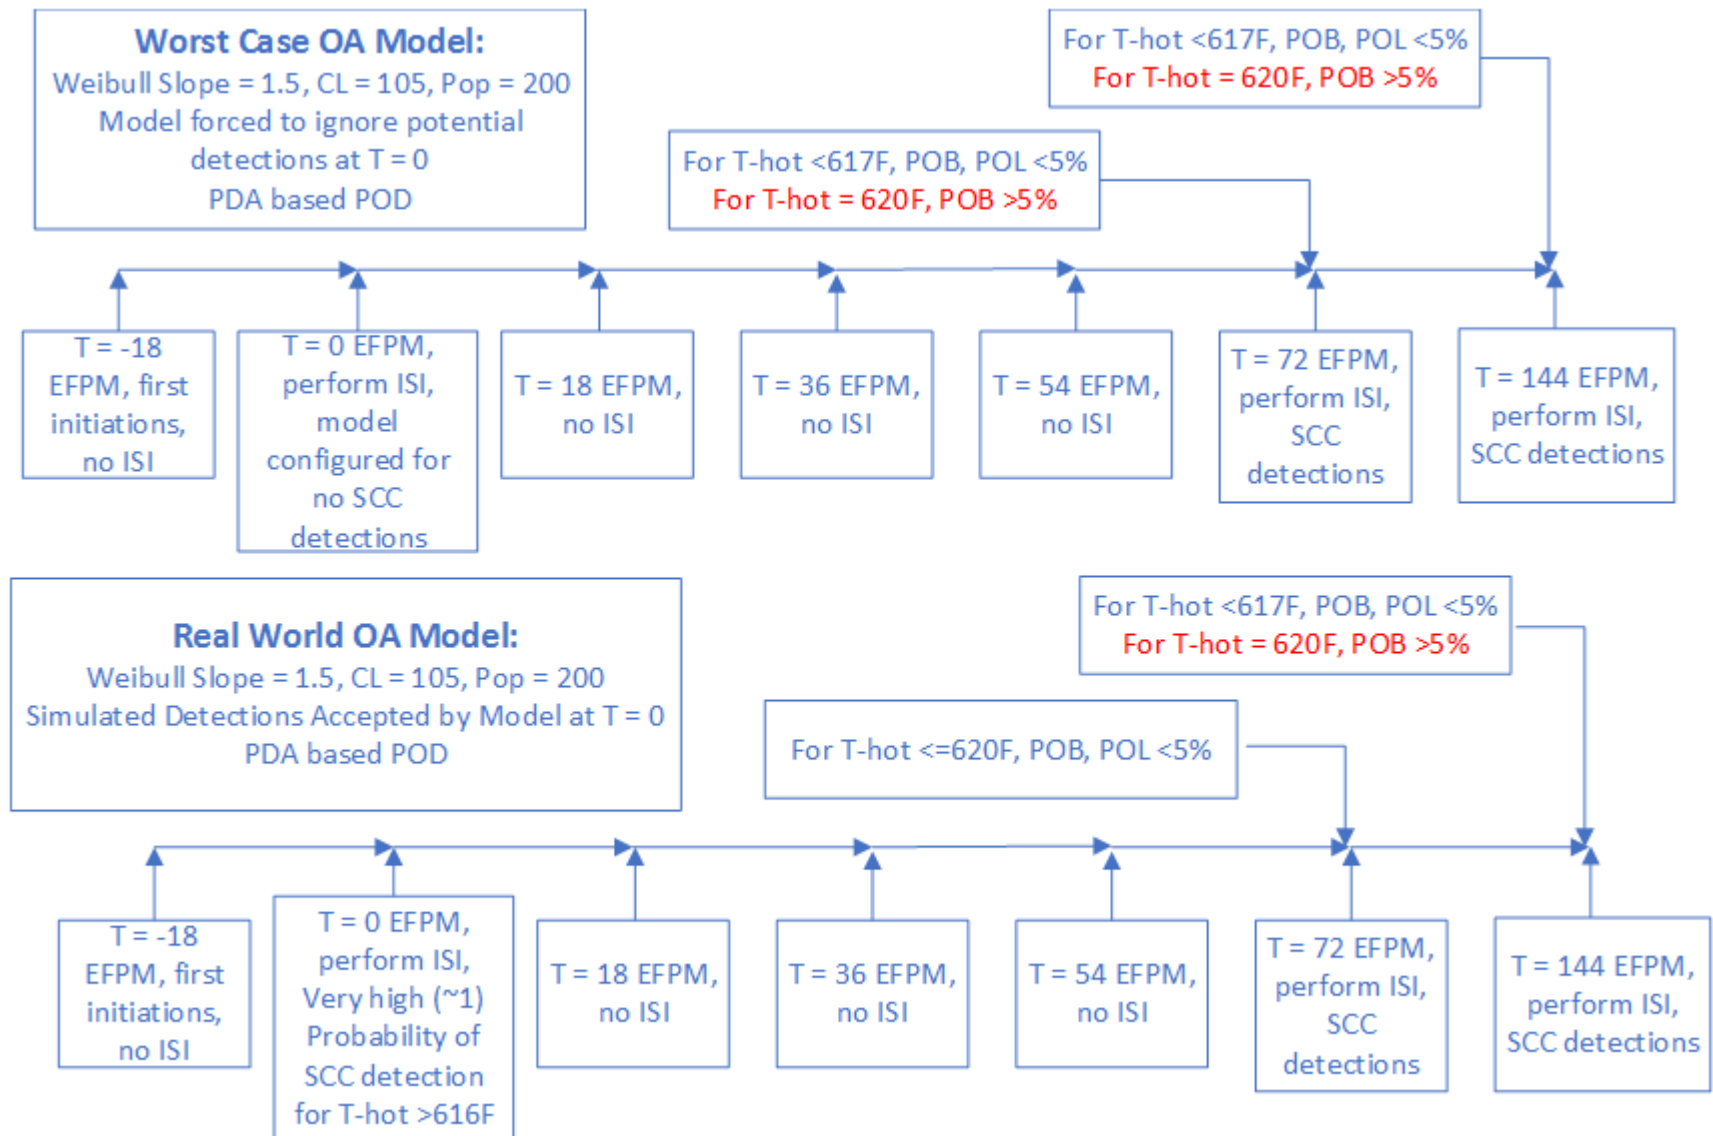 Worst Case OA Model:
Weibull Slope = 1.5, CL = 105, Pop = 200
Model forced to ignore potential
detections at T = 0
PDA based POD
For T-hot <617F, POB, POL <5%
For T-hot = 620F, POB >5%
For T-hot <617F, POB, POL <5%
For T-hot = 620F, POB >5%
T = -18
EFPM, first
initiations,
no ISI
T = 0 EFPM,
perform ISI,
model
configured for
no SCC
detections
T = 18 EFPM,
no ISI
T = 36 EFPM,
no ISI
T = 54 EFPM,
no ISI
T = 72 EFPM,
perform ISI,
SCC
detections
T = 144 EFPM,
perform ISI,
SCC detections
Real World OA Model:
Weibull Slope = 1.5, CL = 105, Pop = 200
Simulated Detections Accepted by Model at T = 0
PDA based POD
For T-hot <=620F, POB, POL <5%
For T-hot <617F, POB, POL <5%
For T-hot = 620F, POB >5%
T = -18
EFPM, first
initiations,
no ISI
T = 0 EFPM,
perform ISI,
Very high (~1)
Probability of
SCC detection
for T-hot >616F
T = 18 EFPM,
no ISI
T = 36 EFPM,
no ISI
T = 54 EFPM,
no ISI
T = 72 EFPM,
perform ISI,
SCC
detections
T = 144 EFPM,
perform ISI,
SCC detections